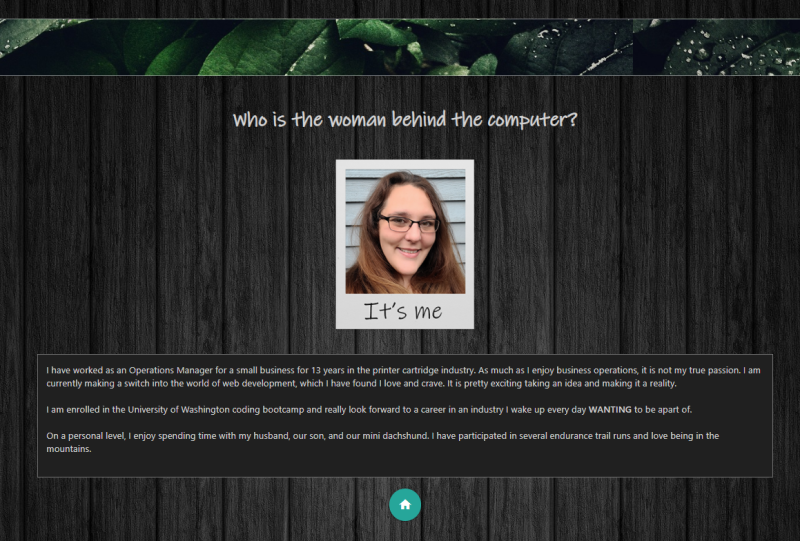 Who is the woman behind the computer?
It's me
I have worked as an Operations Manager for a small business for 13 years in the printer cartridge industry. As much as I enjoy business operations, it is not my true passion. I am
currently making a switch into the world of web development, which I have found I love and crave. It is pretty exciting taking an idea and making it a reality.
I am enrolled in the University of Washington coding bootcamp and really look forward to a career in an industry I wake up every day WANTING to be apart of.
On a personal level, I enjoy spending time with my husband, our son, and our mini dachshund. I have participated in several endurance trail runs and love being in the
mountains.